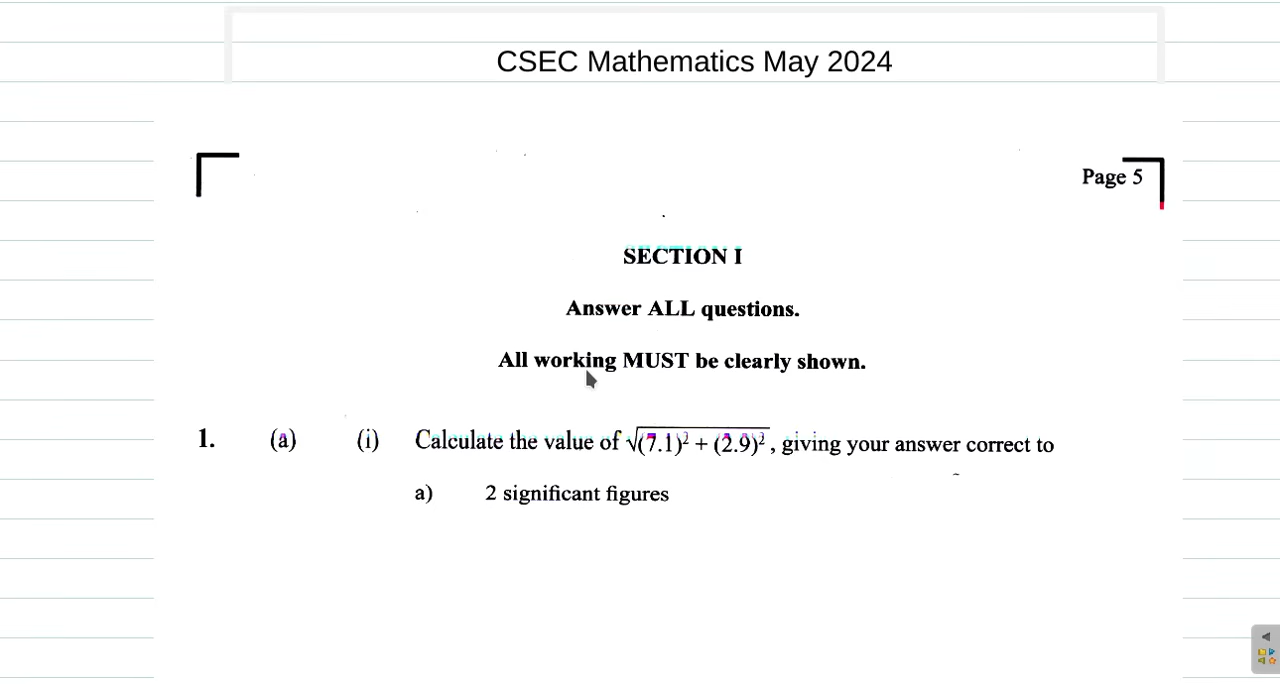 CSEC Mathematics May 2024
Page 5
SECTION I
Answer ALL questions.
All working MUST be clearly shown.
1. (a) (i) Calculate the value of √(7.1)² + (2.9)² , giving your answer correct to
a) 2 significant figures